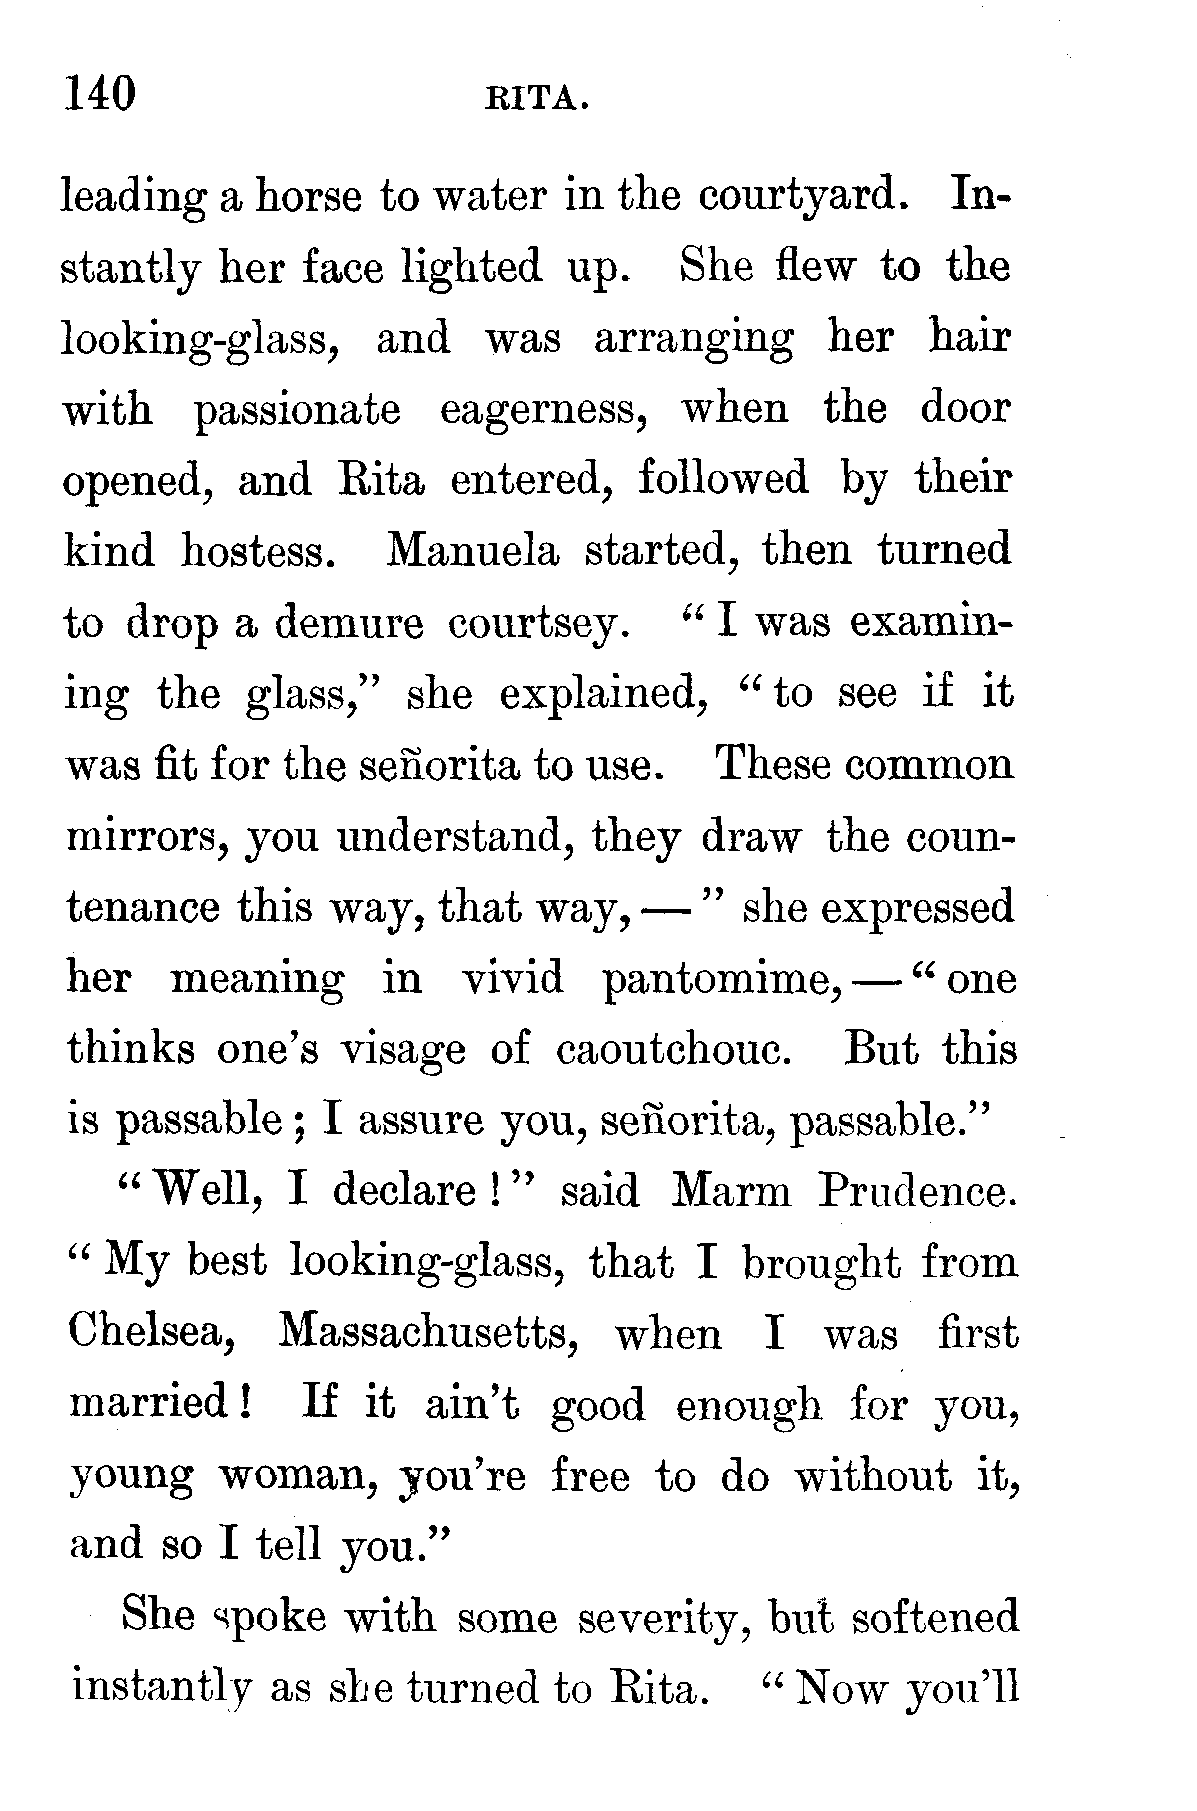 140 RITA.
leading a horse to water in the courtyard. In-
stantly her face lighted up. She flew to the
looking-glass, and was arranging her hair
with passionate eagerness, when the door
opened, and Rita entered, followed by their
kind hostess. Manuela started, then turned
to drop a demure courtsey. “ I was examin-
ing the glass,” she explained, “ to see if it
was fit for the señorita to use. These common
mirrors, you understand, they draw the coun-
tenance this way, that way, — ” she expressed
her meaning in vivid pantomime, — “ one
thinks one’s visage of caoutchouc. But this
is passable ; I assure you, señorita, passable.”
“ Well, I declare ! ” said Marm Prudence.
“ My best looking-glass, that I brought from
Chelsea, Massachusetts, when I was first
married ! If it ain’t good enough for you,
young woman, you’re free to do without it,
and so I tell you.”
She spoke with some severity, but softened
instantly as she turned to Rita. “ Now you’ll